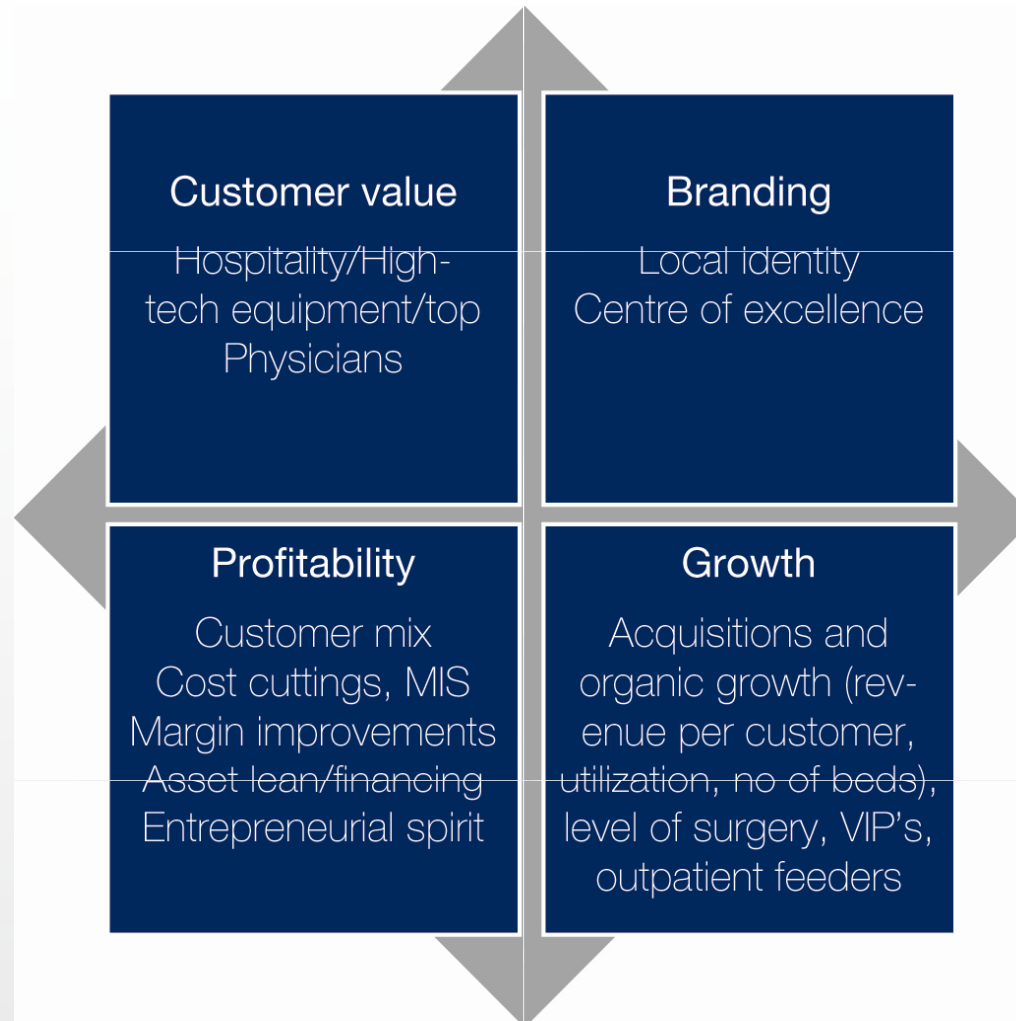 Customer value
Hospitality/High-
tech equipment/top
Physicians
Branding
Local identity
Centre of excellence
Profitability
Customer mix
Cost cuttings, MIS
Margin improvements
Asset lean/financing
Entrepreneurial spirit
Growth
Acquisitions and
organic growth (rev-
enue per customer,
utilization, no of beds),
level of surgery, VIP’s,
outpatient feeders